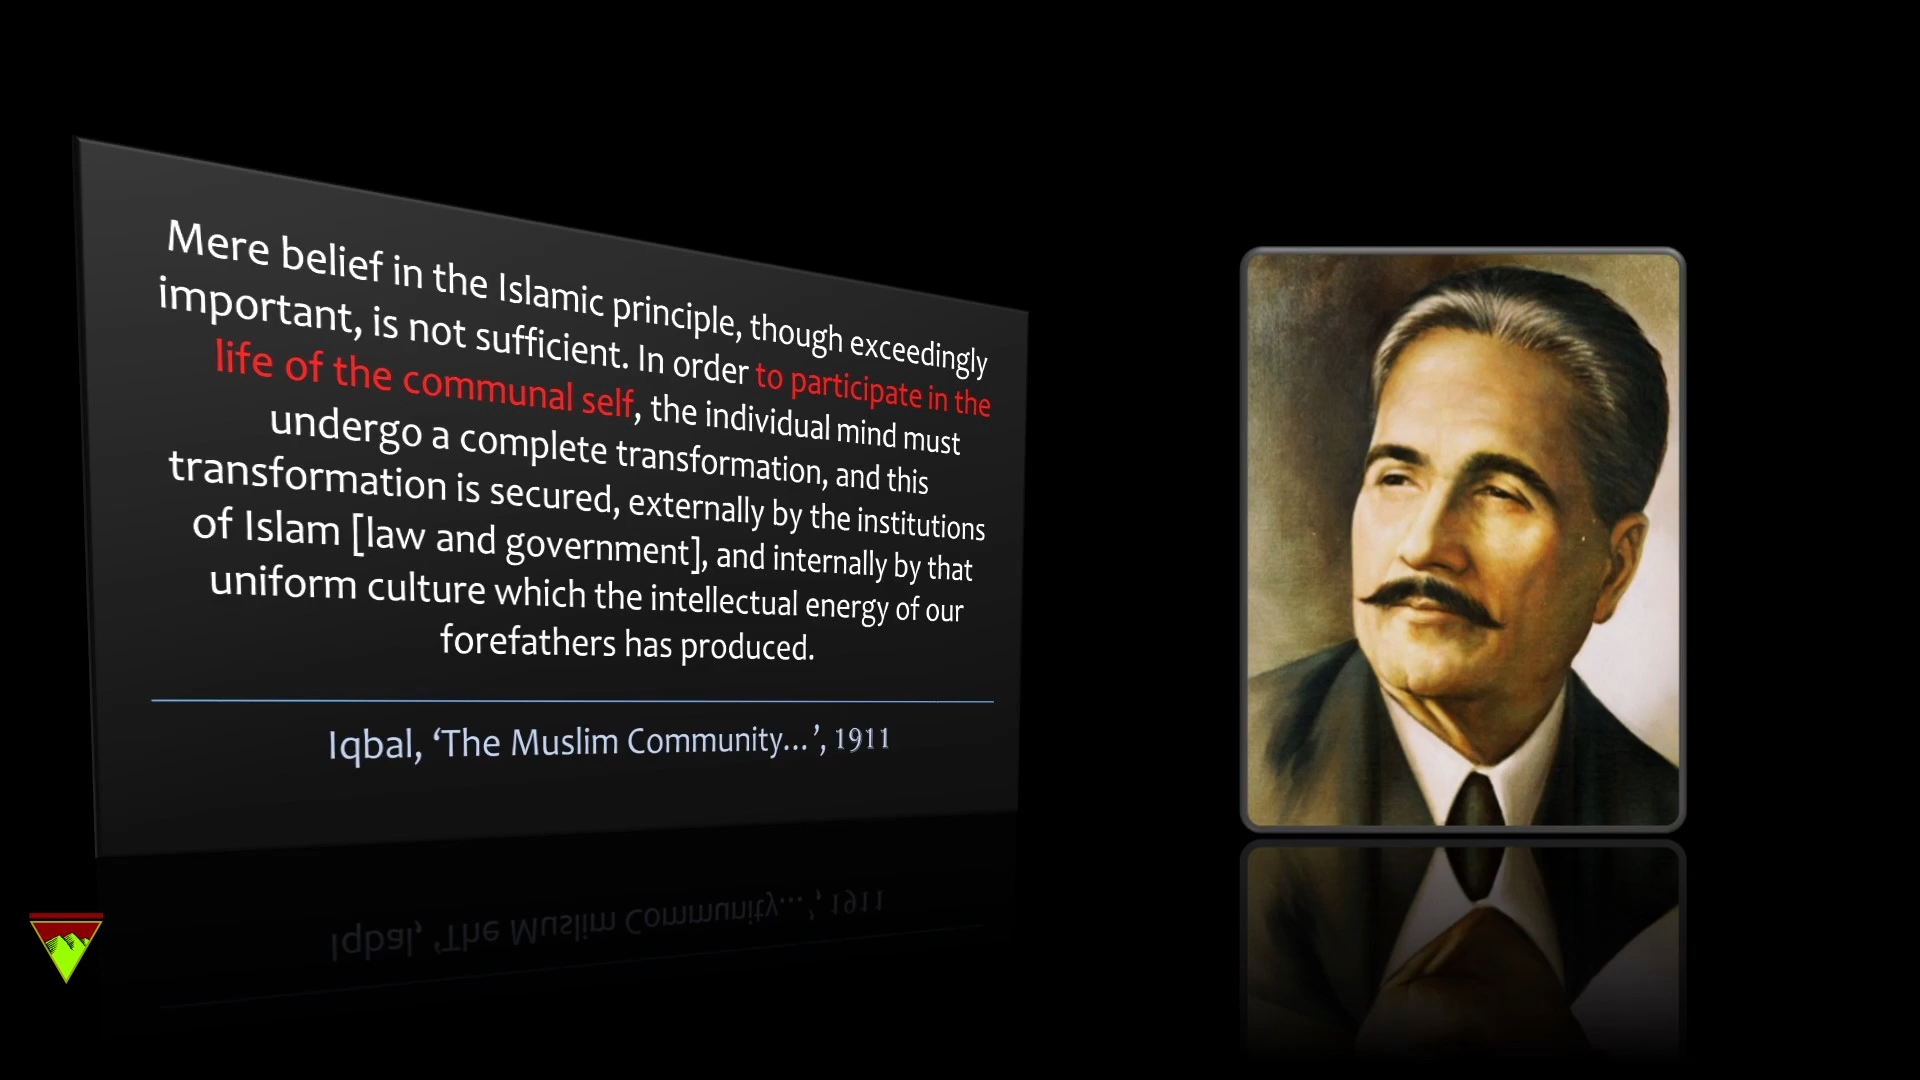 Mere belief in the Islamic principle, though exceedingly
important, is not sufficient. In order to participate in the
life of the communal self, the individual mind must
undergo a complete transformation, and this
transformation is secured, externally by the institutions
of Islam [law and government], and internally by that
uniform culture which the intellectual energy of our
forefathers has produced.
Iqbal, ‘The Muslim Community...’, 1911